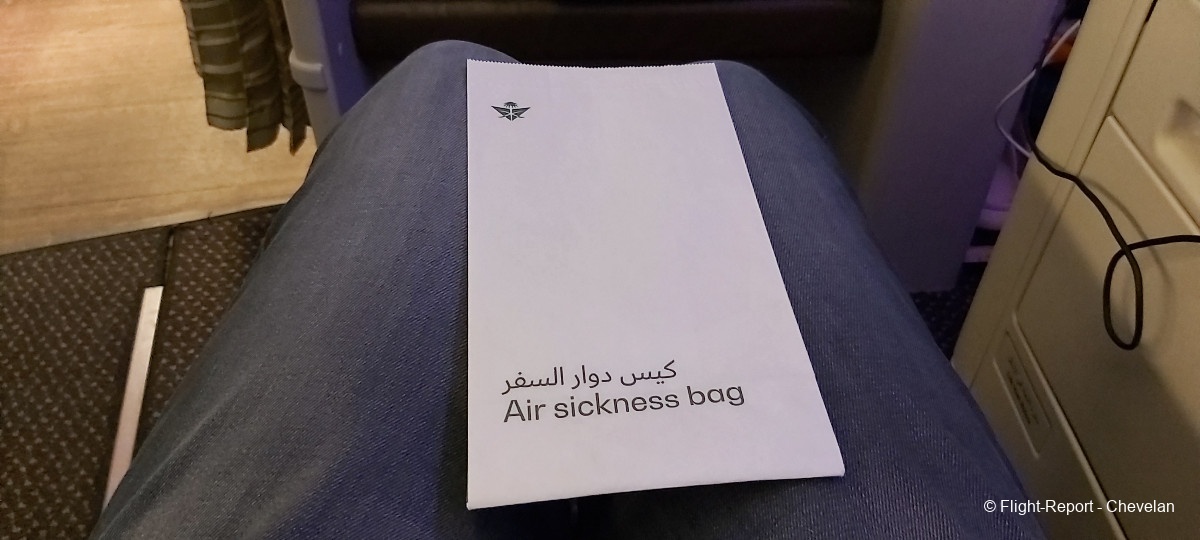 كيس دوار السفر
Air sickness bag
© Flight-Report - Chevelan